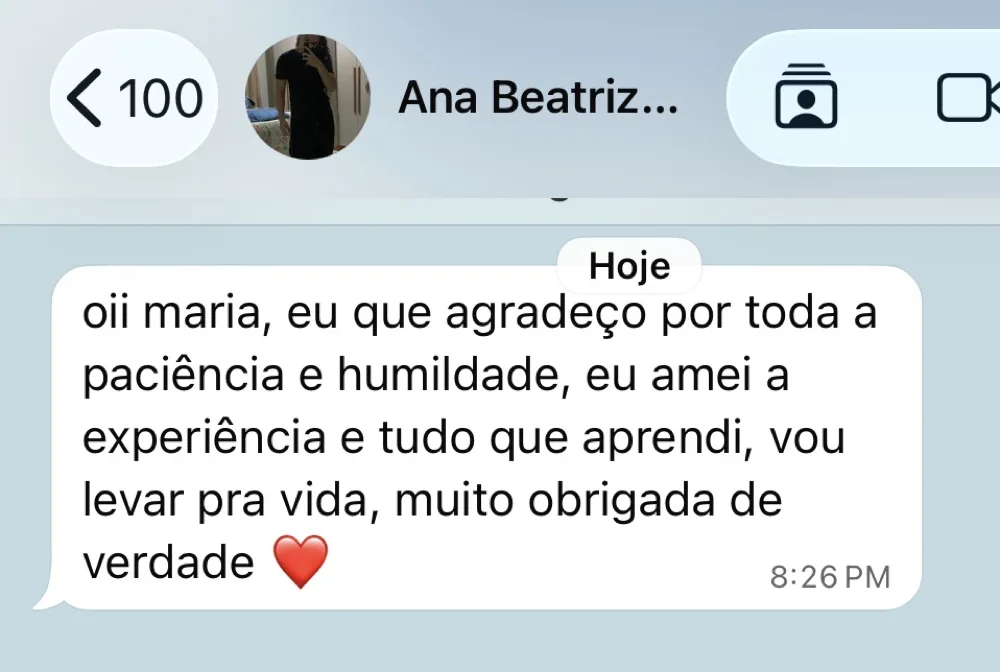 100
Ana Beatriz...
Hoje
oii maria, eu que agradeço por toda a
paciência e humildade, eu amei a
experiência e tudo que aprendi, vou
levar pra vida, muito obrigada de
verdade ❤️
8:26 PM